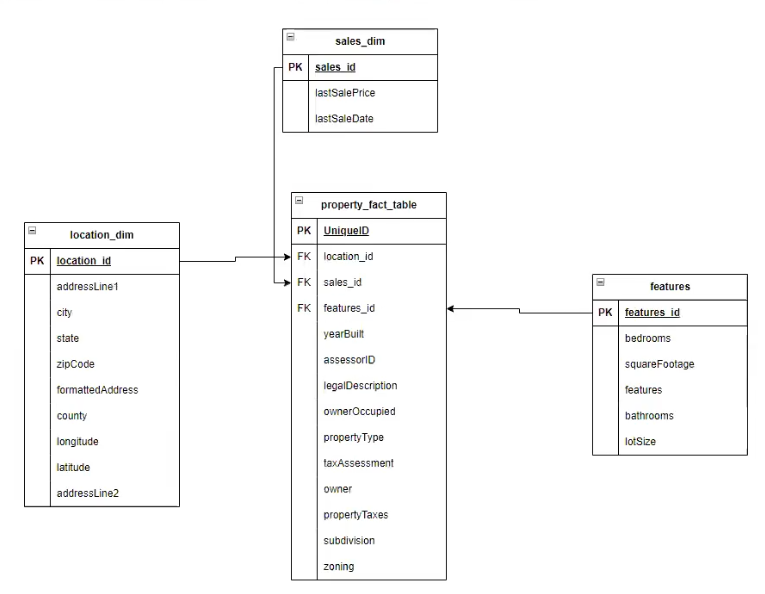 sales_dim
PK sales_id
lastSalePrice
lastSaleDate
property_fact_table
PK UniqueID
FK location_id
FK sales_id
FK features_id
yearBuilt
assessorID
legalDescription
ownerOccupied
propertyType
taxAssessment
owner
propertyTaxes
subdivision
zoning
location_dim
PK location_id
addressLine1
city
state
zipCode
formattedAddress
county
longitude
latitude
addressLine2
features
PK features_id
bedrooms
squareFootage
features
bathrooms
lotSize